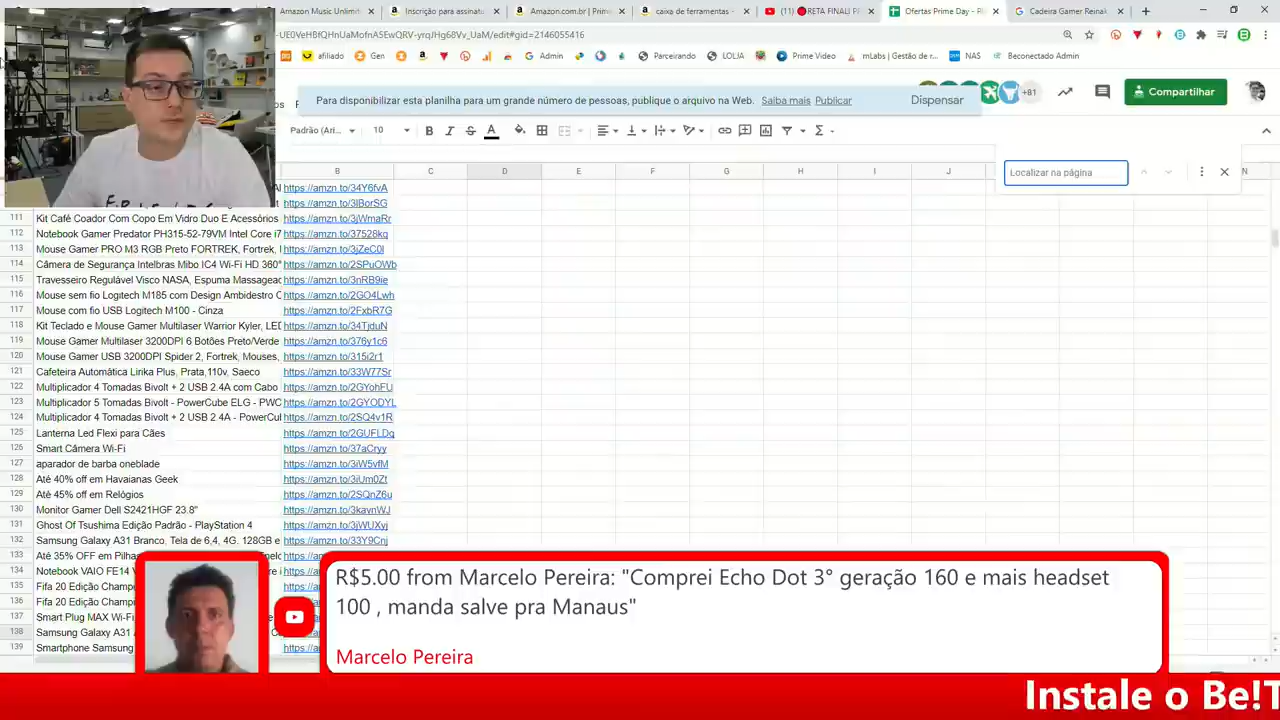 Amazon Music Unlimit
Inscrição para assinatu
Amazon.com.br | Prime
caixa de ferramentas
(11) RETA FINAL! P
Ofertas Prime Day - Pl
Cadeira Gamer Reinak
afiliado
Gen
Admin
Parceirando
LOL!A
mLabs | Gestão de r...
NAS
Beconectado Admin
Para disponibilizar esta planilha para um grande número de pessoas, publique o arquivo na Web. Saiba mais Publicar
Dispensar
+81
Compartilhar
Padrão (Ari...
10
B I S A
Localizar na página
B C D E F G H I J N
https://amzn.to/34Y6fvA
https://amzn.to/3lBorSG
111 Kit Café Coador Com Copo Em Vidro Duo E Acessórios https://amzn.to/3jWmaRr
112 Notebook Gamer Predator PH315-52-79VM Intel Core i7 https://amzn.to/37528kq
113 Mouse Gamer PRO M3 RGB Preto FORTREK, Fortrek, https://amzn.to/3jZeC0I
114 Câmera de Segurança Intelbras Mibo IC4 Wi-Fi HD 360° https://amzn.to/2SPuOWb
115 Travesseiro Regulável Visco NASA, Espuma Massagead https://amzn.to/3nRB9ie
116 Mouse sem fio Logitech M185 com Design Ambidestro C https://amzn.to/2GO4Lwh
117 Mouse com fio USB Logitech M100 - Cinza https://amzn.to/2FxbR7G
118 Kit Teclado e Mouse Gamer Multilaser Warrior Kyler, LED https://amzn.to/34TjduN
119 Mouse Gamer Multilaser 3200DPI 6 Botões Preto/Verde https://amzn.to/376y1c6
120 Mouse Gamer USB 3200DPI Spider 2, Fortrek, Mouses, https://amzn.to/315i2r1
121 Cafeteira Automática Lirika Plus, Prata,110v, Saeco https://amzn.to/33W77Sr
122 Multiplicador 4 Tomadas Bivolt + 2 USB 2.4A com Cabo https://amzn.to/2GYohFU
123 Multiplicador 5 Tomadas Bivolt - PowerCube ELG - PWC https://amzn.to/2GYODYL
124 Multiplicador 4 Tomadas Bivolt + 2 USB 2.4A - PowerCul https://amzn.to/2SQ4v1R
125 Lanterna Led Flexi para Cães https://amzn.to/2GUFLDq
126 Smart Câmera Wi-Fi https://amzn.to/37aCryy
127 aparador de barba oneblade https://amzn.to/3iW5vfM
128 Até 40% off em Havaianas Geek https://amzn.to/3iUm0Zt
129 Até 45% off em Relógios https://amzn.to/2SQnZ6u
130 Monitor Gamer Dell S2421HGF 23.8" https://amzn.to/3kavnWJ
131 Ghost Of Tsushima Edição Padrão - PlayStation 4 https://amzn.to/3jWUXyj
132 Samsung Galaxy A31 Branco, Tela de 6,4, 4G, 128GB e https://amzn.to/33Y9Cnj
133 Até 35% OFF em Pilhas
134 Notebook VAIO FE14
135 Fifa 20 Edição Champi
136 Fifa 20 Edição Champi
137 Smart Plug MAX Wi-Fi,
138 Samsung Galaxy A31
139 Smartphone Samsung
R$5.00 from Marcelo Pereira: "Comprei Echo Dot 3° geração 160 e mais headset
100 , manda salve pra Manaus"
Marcelo Pereira
Instale o Be!T